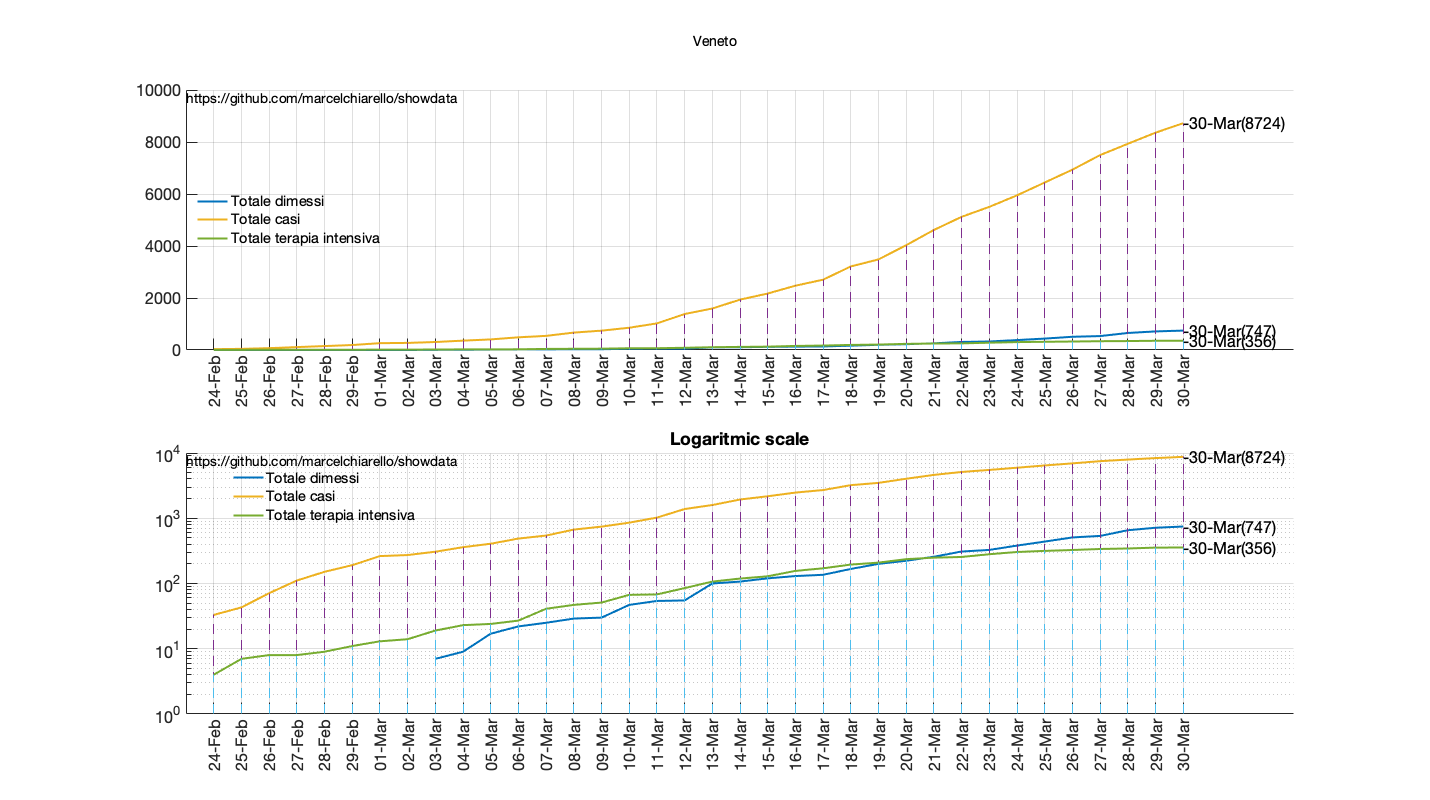 Veneto
10000
https://github.com/marcelchiarello/showdata
-30-Mar(8724)
8000
6000
Totale dimessi
Totale casi
Totale terapia intensiva
4000
2000
-30-Mar(747)
-30-Mar(356)
0
24-Feb
25-Feb
26-Feb
27-Feb
28-Feb
29-Feb
01-Mar
02-Mar
03-Mar
04-Mar
05-Mar
06-Mar
07-Mar
08-Mar
09-Mar
10-Mar
11-Mar
12-Mar
13-Mar
14-Mar
15-Mar
16-Mar
17-Mar
18-Mar
19-Mar
20-Mar
21-Mar
22-Mar
23-Mar
24-Mar
25-Mar
26-Mar
27-Mar
28-Mar
29-Mar
30-Mar
Logaritmic scale
10^4
https://github.com/marcelchiarello/showdata
-30-Mar(8724)
Totale dimessi
Totale casi
Totale terapia intensiva
10^3
-30-Mar(747)
-30-Mar(356)
10^2
10^1
10^0
24-Feb
25-Feb
26-Feb
27-Feb
28-Feb
29-Feb
01-Mar
02-Mar
03-Mar
04-Mar
05-Mar
06-Mar
07-Mar
08-Mar
09-Mar
10-Mar
11-Mar
12-Mar
13-Mar
14-Mar
15-Mar
16-Mar
17-Mar
18-Mar
19-Mar
20-Mar
21-Mar
22-Mar
23-Mar
24-Mar
25-Mar
26-Mar
27-Mar
28-Mar
29-Mar
30-Mar